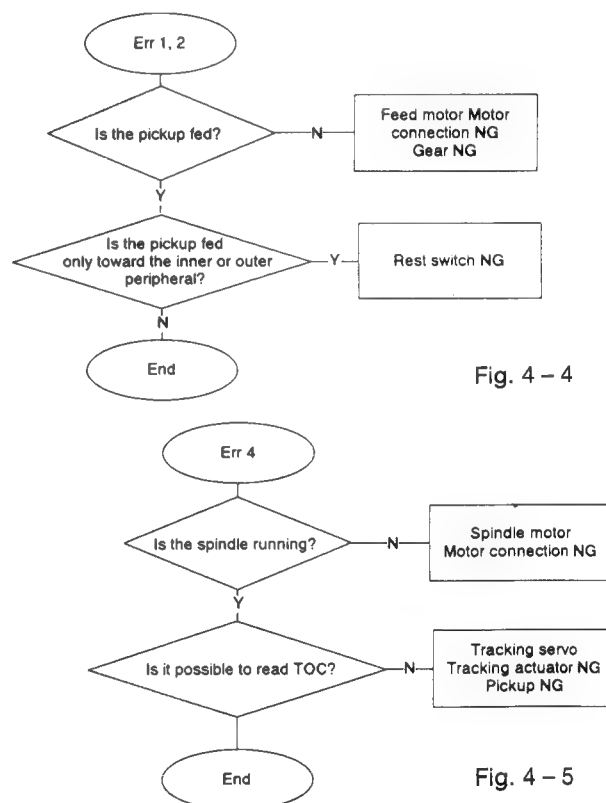 Err 1, 2
Is the pickup fed?
N
Feed motor Motor
connection NG
Gear NG
Y
Is the pickup fed
only toward the inner or outer
peripheral?
Y
Rest switch NG
N
End
Fig. 4 – 4
Err 4
Is the spindle running?
N
Spindle motor
Motor connection NG
Y
Is it possible to read TOC?
N
Tracking servo
Tracking actuator NG
Pickup NG
End
Fig. 4 – 5